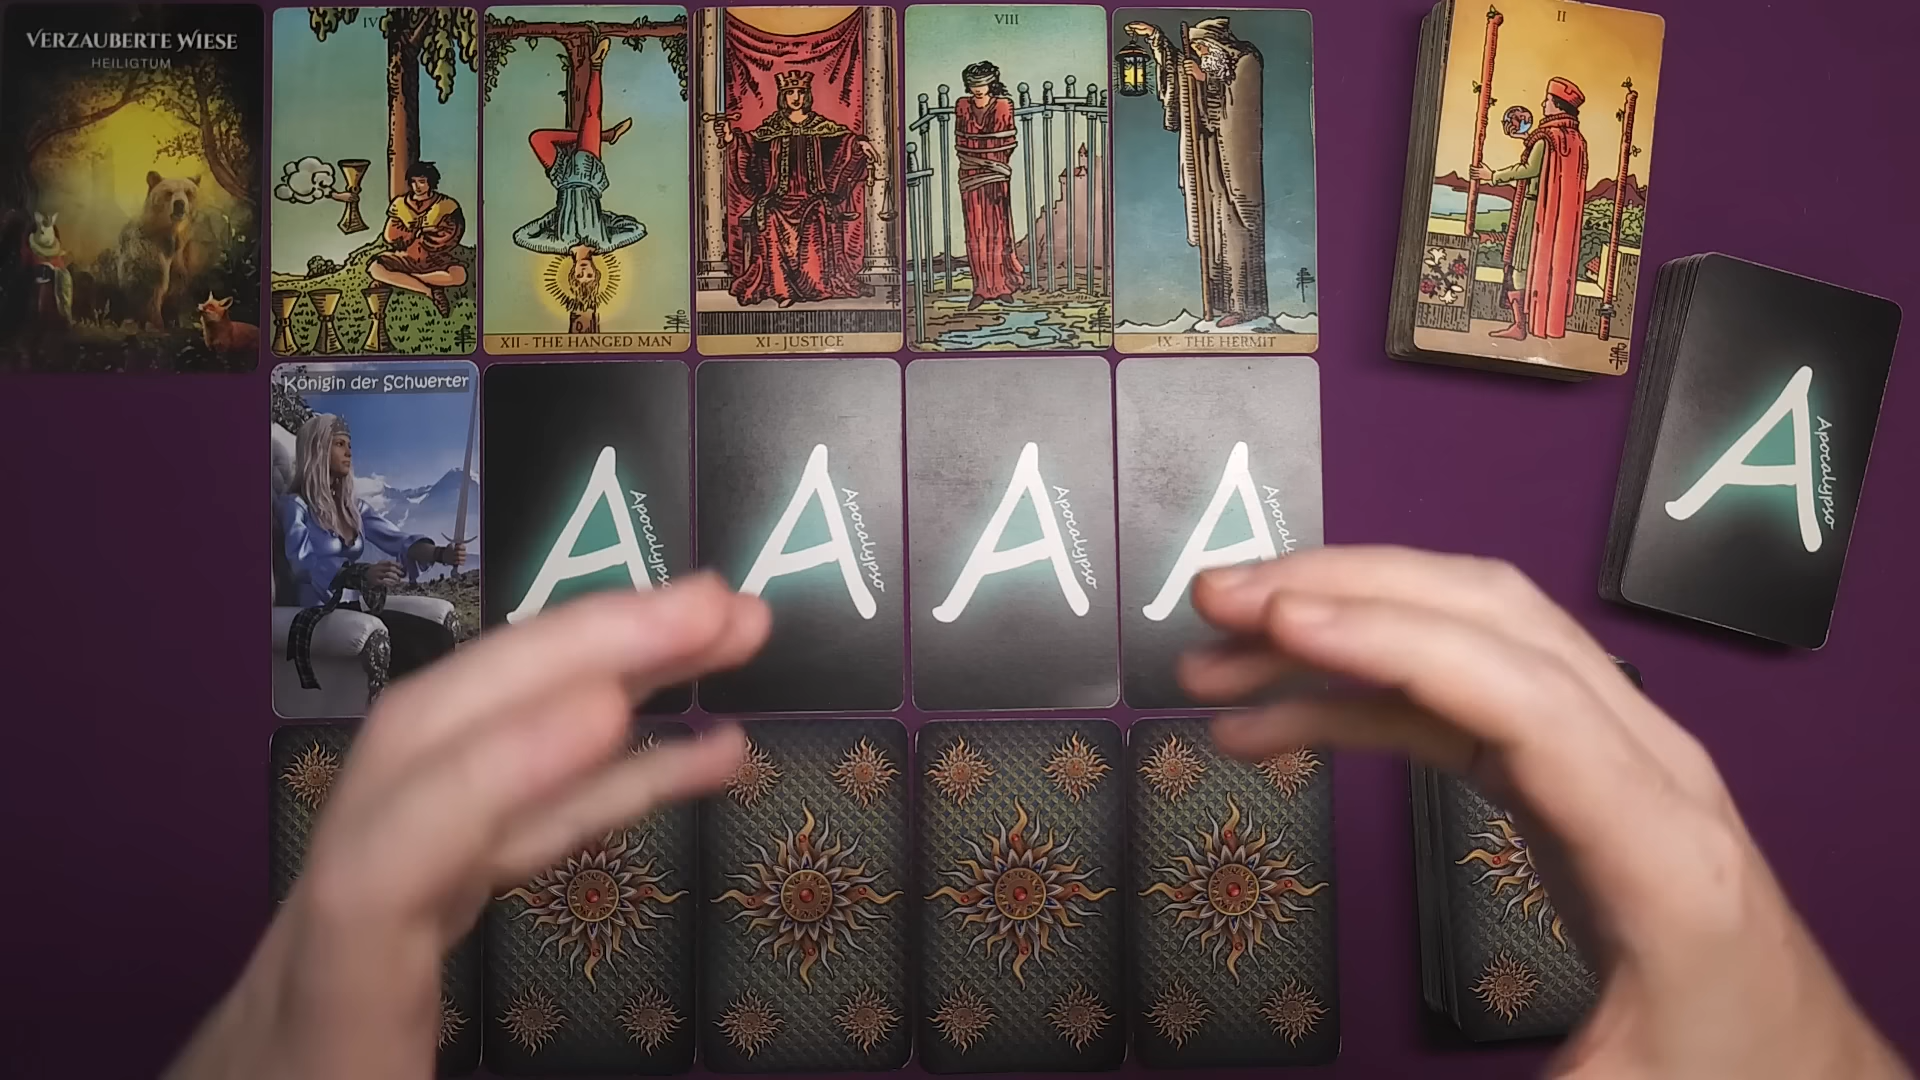 VERZAUBERTE WIESE
HEILIGTUM
IV
XII - THE HANGED MAN
XI - JUSTICE
VIII
IX - THE HERMIT
II
Königin der Schwerter
A
Apocalypso
A
Apocalypso
A
Apocalypso
A
A
Apocalypso